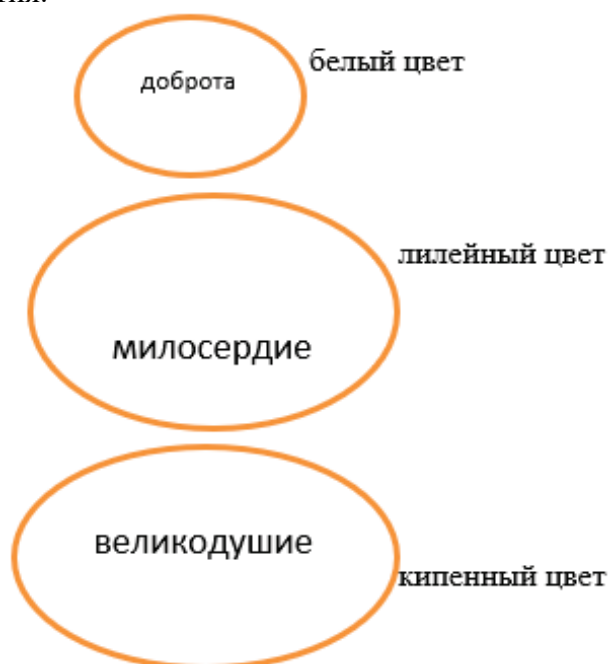 белый цвет
доброта
лилейный цвет
милосердие
великодушие
кипенный цвет